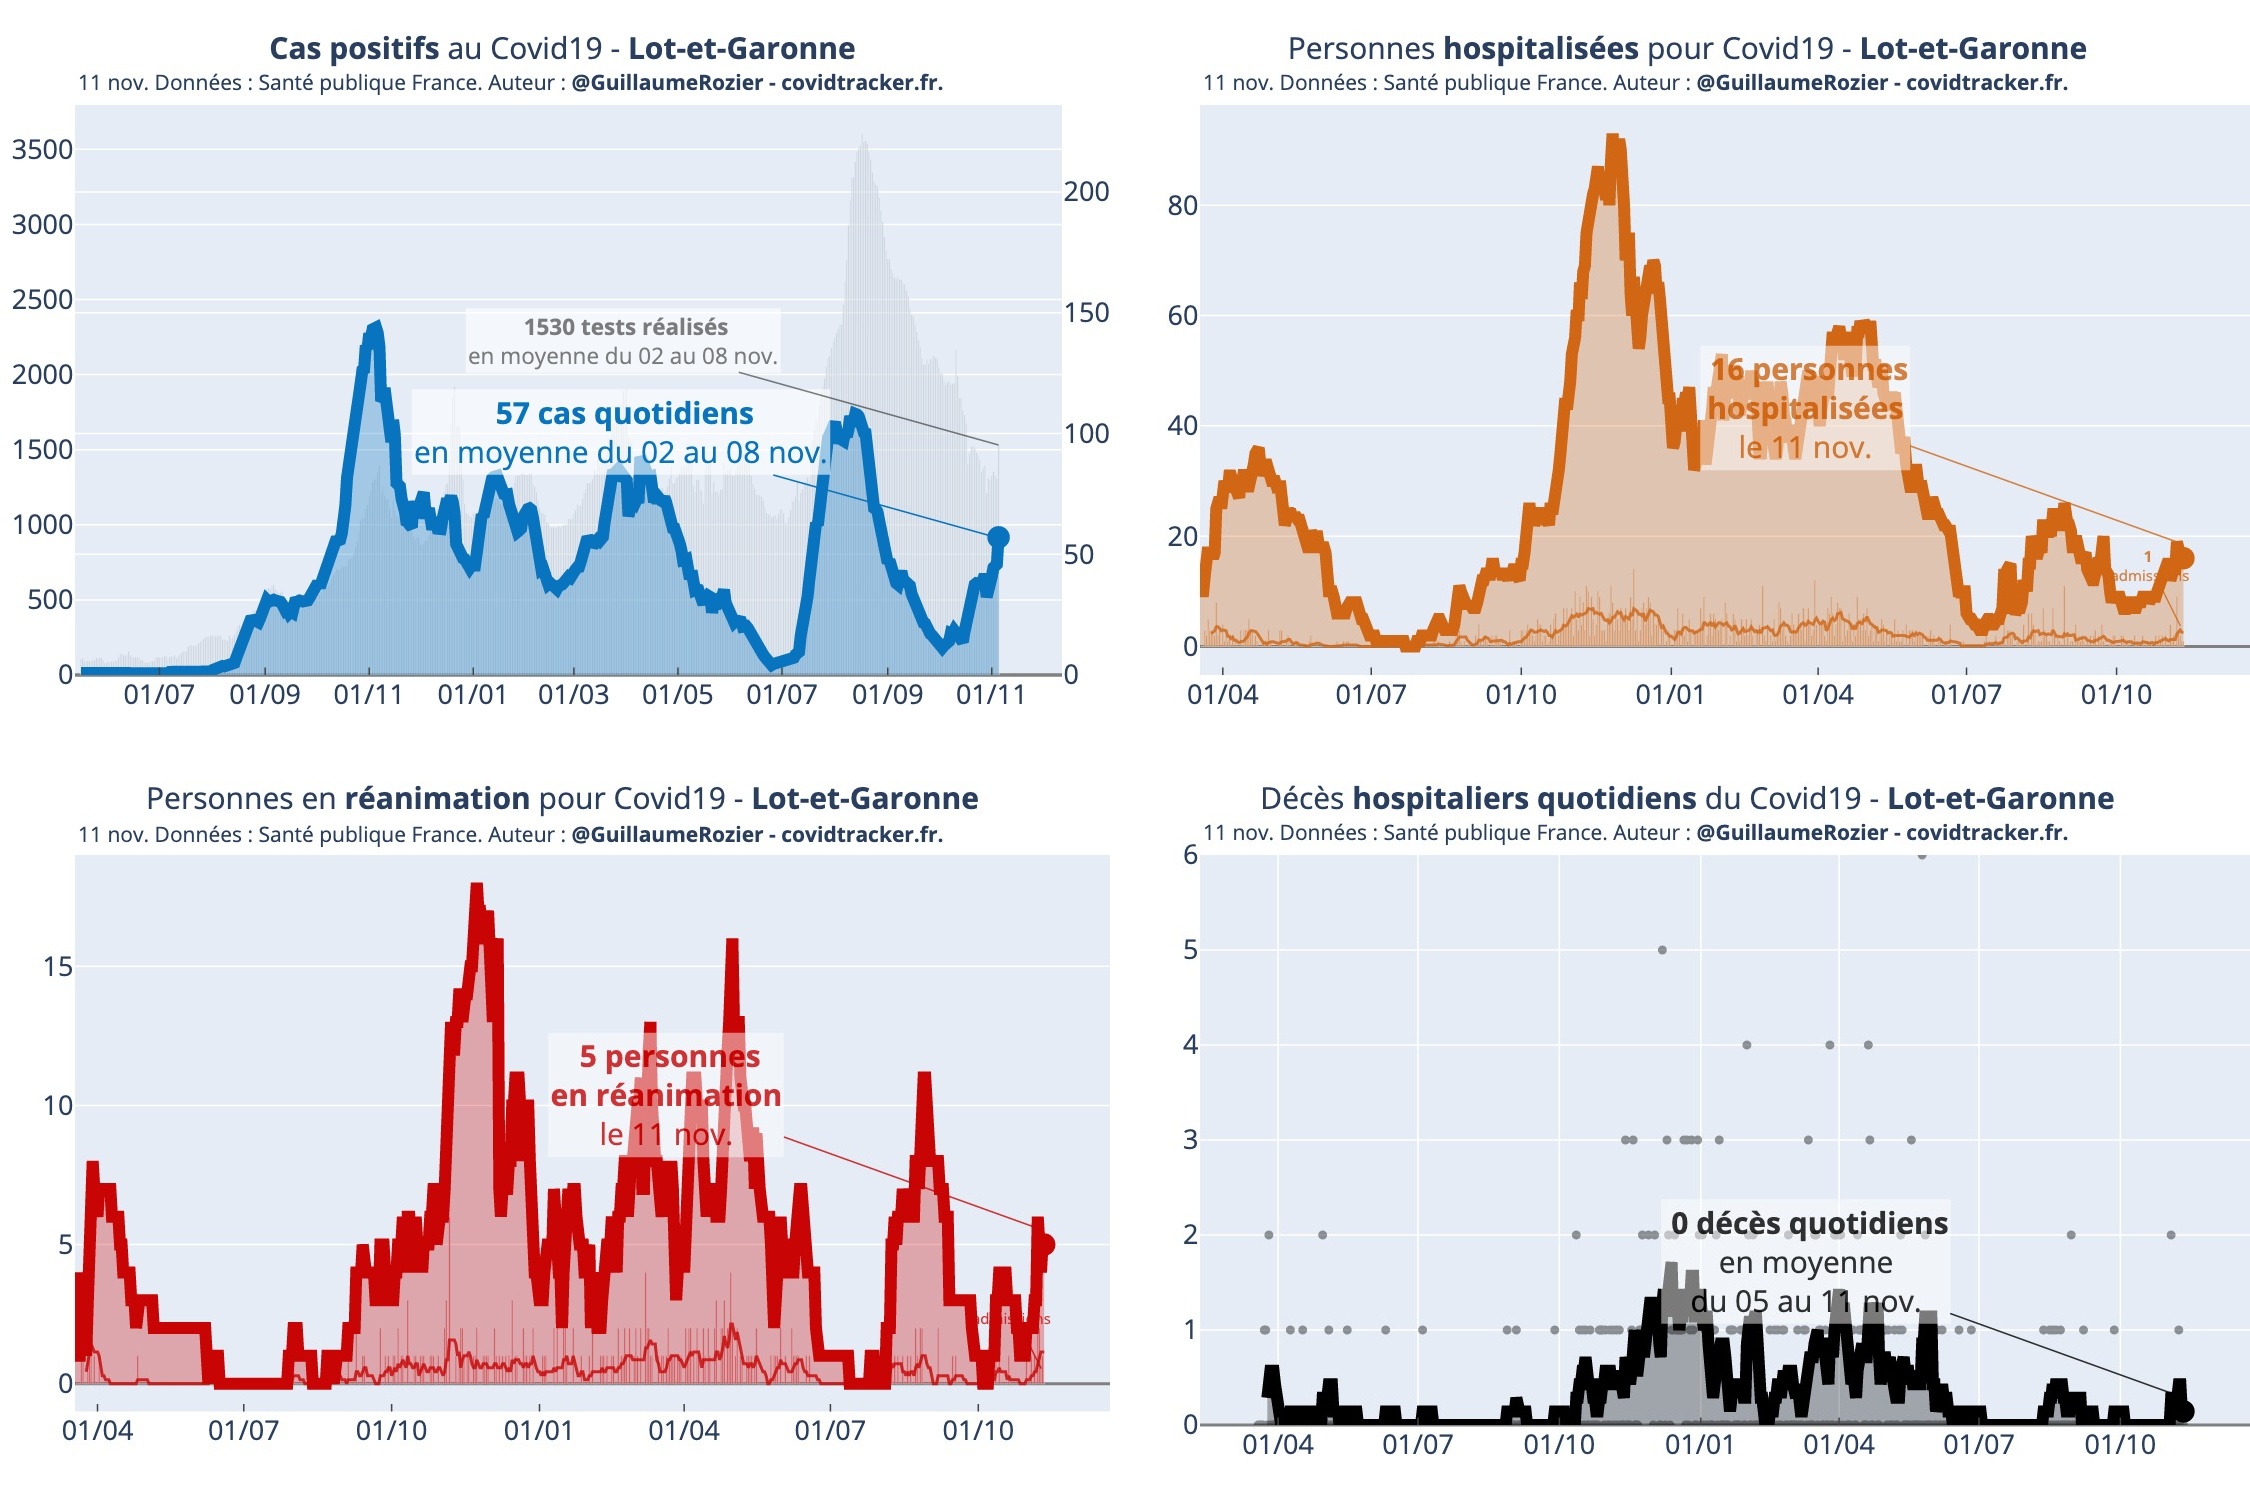 Cas positifs au Covid19 - Lot-et-Garonne
11 nov. Données : Santé publique France. Auteur : @GuillaumeRozier - covidtracker.fr.
3500
3000
2500
2000
1500
1000
500
0
200
150
100
50
0
1530 tests réalisés
en moyenne du 02 au 08 nov.
57 cas quotidiens
en moyenne du 02 au 08 nov.
01/07 01/09 01/11 01/01 01/03 01/05 01/07 01/09 01/11
Personnes hospitalisées pour Covid19 - Lot-et-Garonne
11 nov. Données : Santé publique France. Auteur : @GuillaumeRozier - covidtracker.fr.
80
60
40
20
0
16 personnes
hospitalisées
le 11 nov.
1
admissions
01/04 01/07 01/10 01/01 01/04 01/07 01/10
Personnes en réanimation pour Covid19 - Lot-et-Garonne
11 nov. Données : Santé publique France. Auteur : @GuillaumeRozier - covidtracker.fr.
15
10
5
0
5 personnes
en réanimation
le 11 nov.
admissions
01/04 01/07 01/10 01/01 01/04 01/07 01/10
Décès hospitaliers quotidiens du Covid19 - Lot-et-Garonne
11 nov. Données : Santé publique France. Auteur : @GuillaumeRozier - covidtracker.fr.
6
5
4
3
2
1
0
0 décès quotidiens
en moyenne
du 05 au 11 nov.
01/04 01/07 01/10 01/01 01/04 01/07 01/10